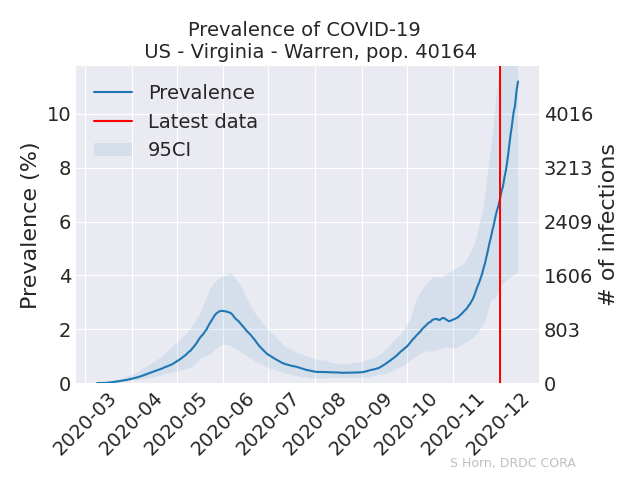 Prevalence of COVID-19
US - Virginia - Warren, pop. 40164
Prevalence
Latest data
95CI
Prevalence (%)
10
8
6
4
2
0
4016
3213
2409
1606
803
0
# of infections
2020-03
2020-04
2020-05
2020-06
2020-07
2020-08
2020-09
2020-10
2020-11
2020-12
S Horn, DRDC CORA